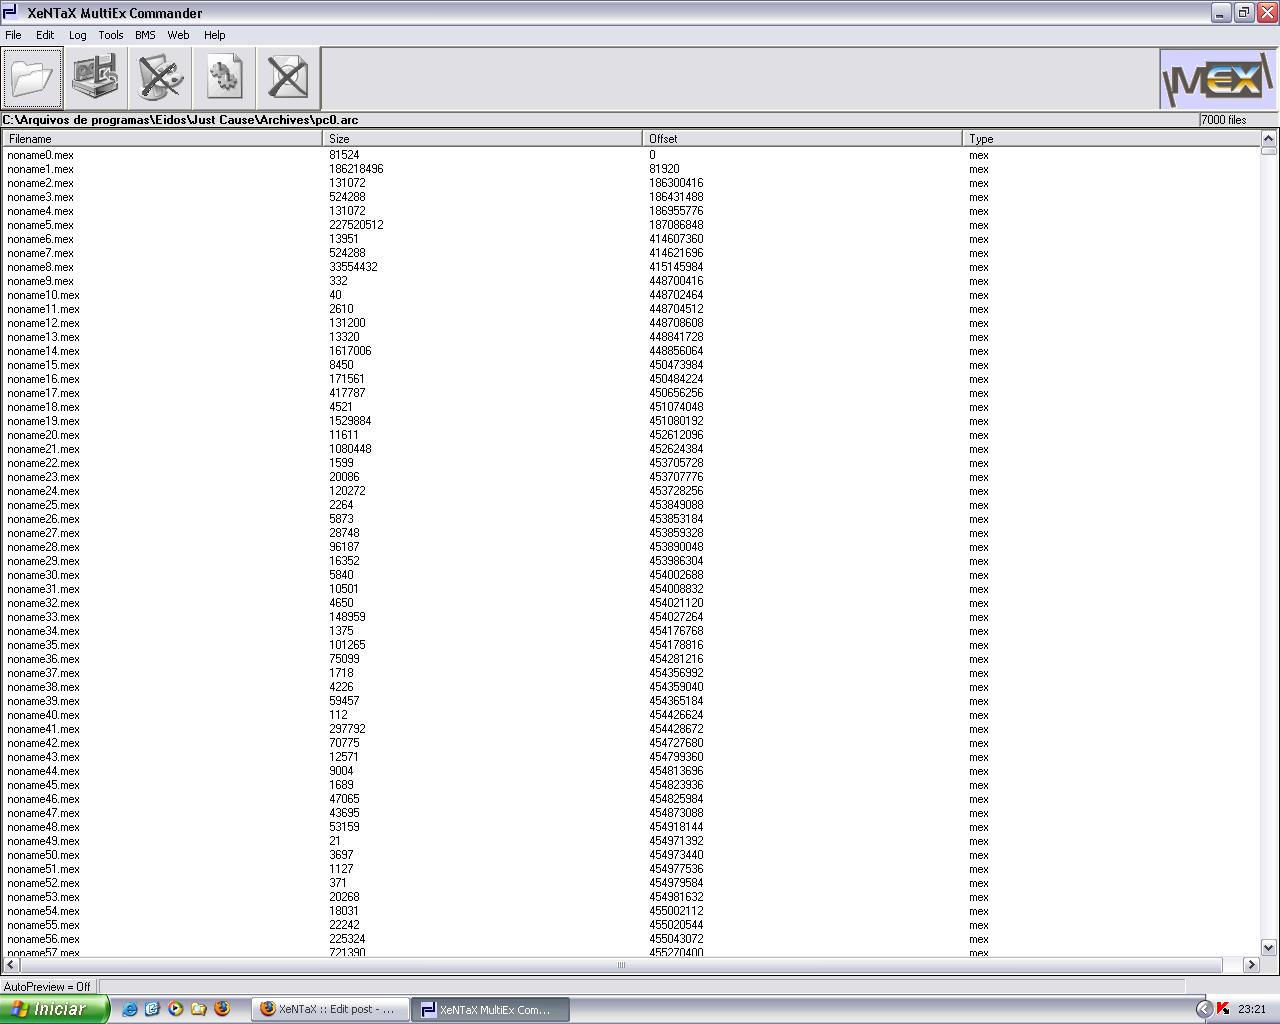 XeNTaX MultiEx Commander
File Edit Log Tools BMS Web Help
MEX
C:\Arquivos de programas\Eidos\Just Cause\Archives\pc0.arc 7000 files
Filename Size Offset Type
noname0.mex 81524 0 mex
noname1.mex 186218496 81920 mex
noname2.mex 131072 186300416 mex
noname3.mex 524288 186431488 mex
noname4.mex 131072 186955776 mex
noname5.mex 227520512 187086848 mex
noname6.mex 13951 414607360 mex
noname7.mex 524288 414621696 mex
noname8.mex 33554432 415145984 mex
noname9.mex 332 448700416 mex
noname10.mex 40 448702464 mex
noname11.mex 2610 448704512 mex
noname12.mex 131200 448708608 mex
noname13.mex 13320 448841728 mex
noname14.mex 1617006 448856064 mex
noname15.mex 8450 450473984 mex
noname16.mex 171561 450484224 mex
noname17.mex 417787 450656256 mex
noname18.mex 4521 451074048 mex
noname19.mex 1529884 451080192 mex
noname20.mex 11611 452612096 mex
noname21.mex 1080448 452624384 mex
noname22.mex 1599 453705728 mex
noname23.mex 20086 453707776 mex
noname24.mex 120272 453728256 mex
noname25.mex 2264 453849088 mex
noname26.mex 5873 453853184 mex
noname27.mex 28748 453859328 mex
noname28.mex 96187 453890048 mex
noname29.mex 16352 453986304 mex
noname30.mex 5840 454002688 mex
noname31.mex 10501 454008832 mex
noname32.mex 4650 454021120 mex
noname33.mex 148959 454027264 mex
noname34.mex 1375 454176768 mex
noname35.mex 101265 454178816 mex
noname36.mex 75099 454281216 mex
noname37.mex 1718 454356992 mex
noname38.mex 4226 454359040 mex
noname39.mex 59457 454365184 mex
noname40.mex 112 454426624 mex
noname41.mex 297792 454428672 mex
noname42.mex 70775 454727680 mex
noname43.mex 12571 454799360 mex
noname44.mex 9004 454813696 mex
noname45.mex 1689 454823936 mex
noname46.mex 47065 454825984 mex
noname47.mex 43695 454873088 mex
noname48.mex 53159 454918144 mex
noname49.mex 21 454971392 mex
noname50.mex 3697 454973440 mex
noname51.mex 1127 454977536 mex
noname52.mex 371 454979584 mex
noname53.mex 20268 454981632 mex
noname54.mex 18031 455002112 mex
noname55.mex 22242 455020544 mex
noname56.mex 225324 455043072 mex
noname57.mex 721390 455270400 mex
AutoPreview = Off
Iniciar XeNTaX :: Edit post - ... XeNTaX MultiEx Com... 23:21